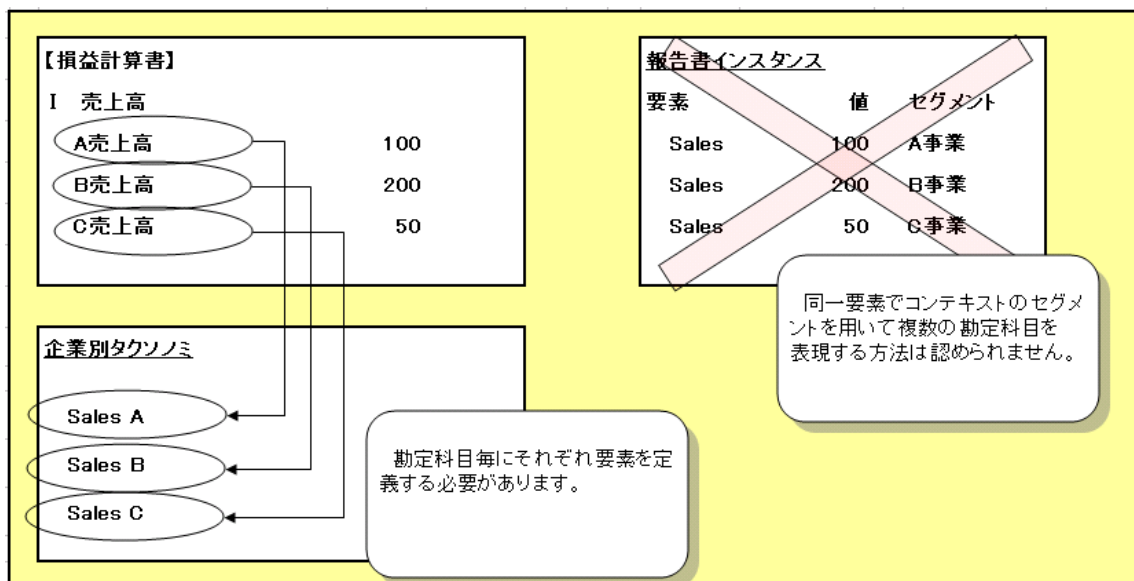 【損益計算書】
Ⅰ 売上高
A売上高 100
B売上高 200
C売上高 50
報告書インスタンス
要素 値 セグメント
Sales 100 A事業
Sales 200 B事業
Sales 50 C事業
同一要素でコンテキストのセグメ
ントを用いて複数の勘定科目を
表現する方法は認められません。
企業別タクソノミ
Sales A
Sales B
Sales C
勘定科目毎にそれぞれ要素を定
義する必要があります。